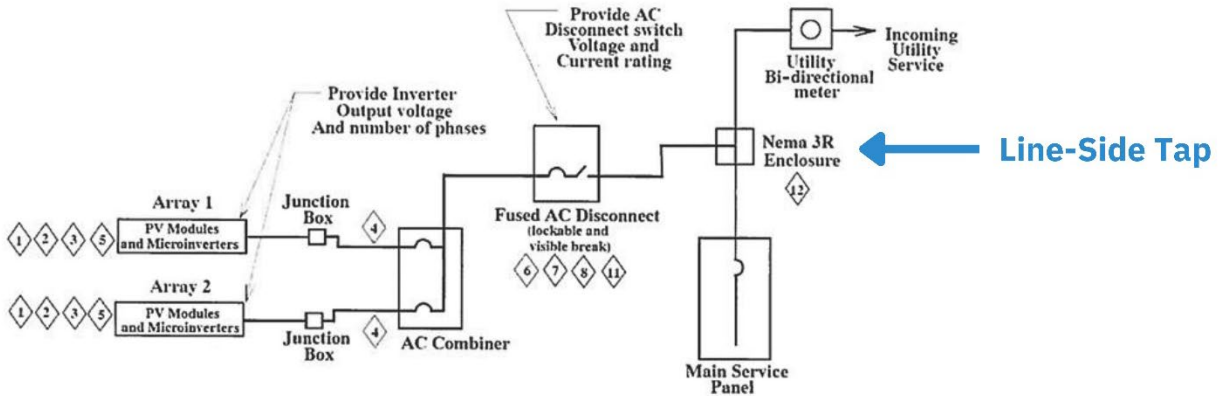 Provide AC
Disconnect switch
Voltage and
Current rating
Incoming
Utility
Service
Utility
Bi-directional
meter
Provide Inverter
Output voltage
And number of phases
Nema 3R
Enclosure
12
Line-Side Tap
Array 1
Junction
Box
4
1 2 3 5
PV Modules
and Microinverters
Fused AC Disconnect
(lockable and
visible break)
6 7 8 11
Array 2
1 2 3 5
PV Modules
and Microinverters
Junction
Box
4
AC Combiner
Main Service
Panel